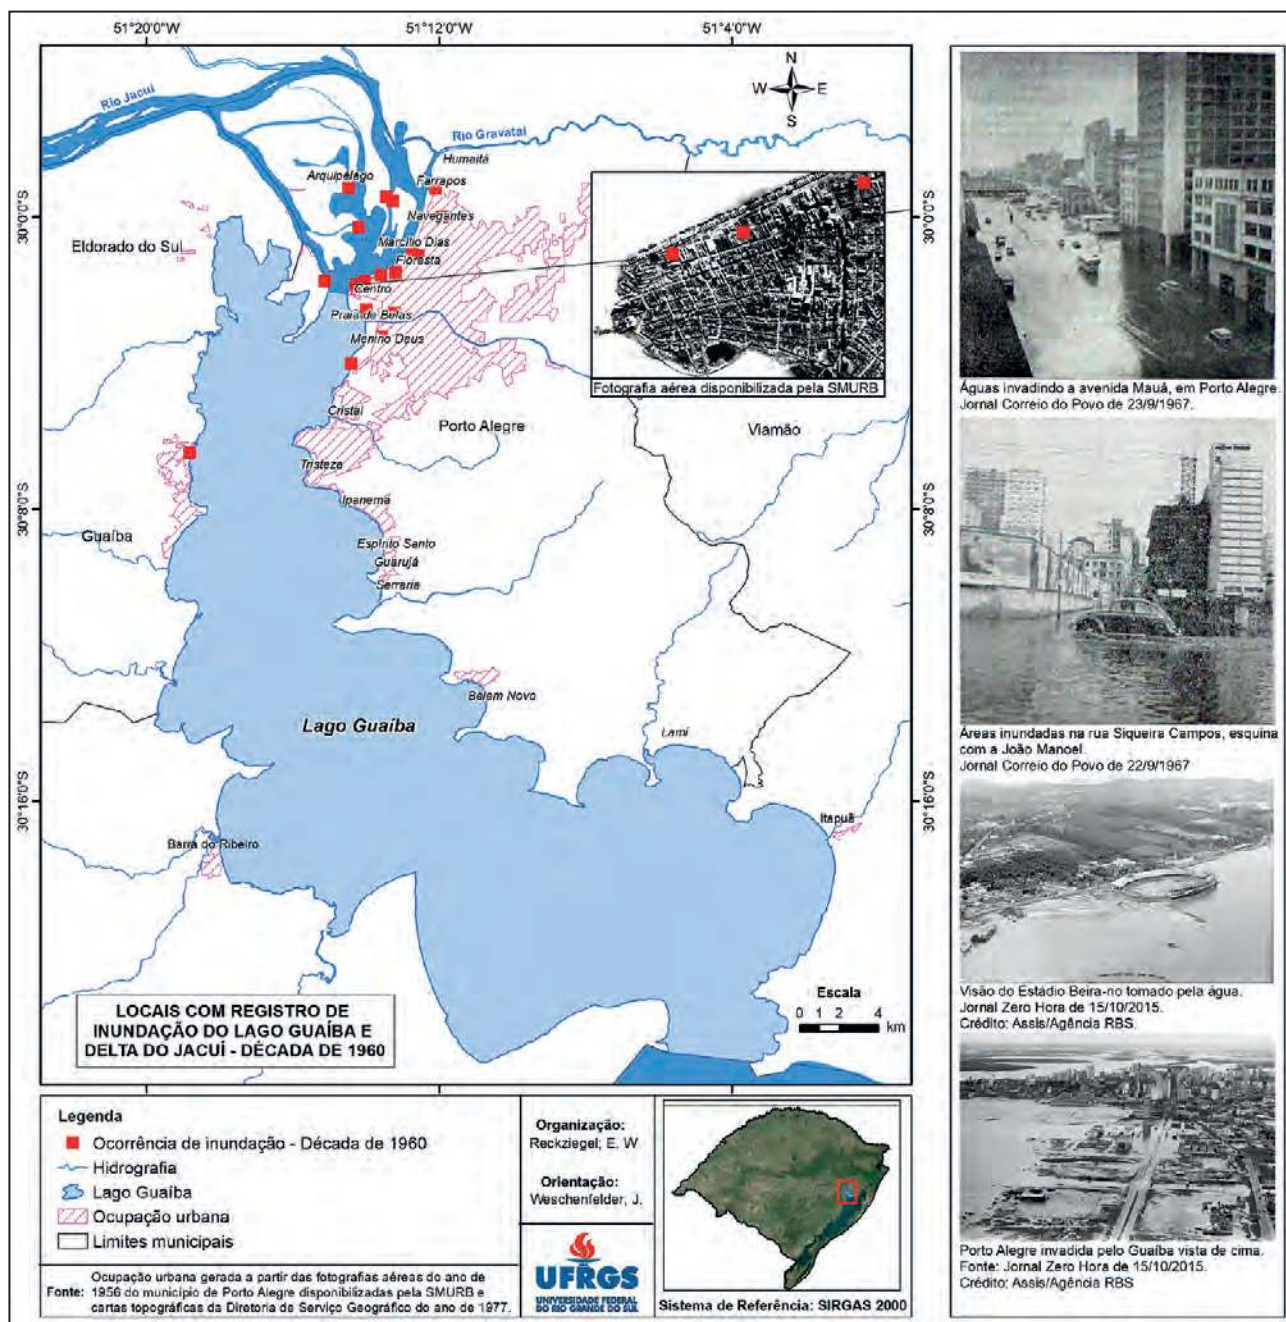 51°20'0"W
51°12'0"W
51°4'0"W
N
W
E
S
Rio Jacuí
Rio Gravataí
Humaitá
Arquipélago
Farrapos
Navegantes
30°0'0"S
30°0'0"S
Eldorado do Sul
Marcílio Dias
Floresta
Centro
Praia de Belas
Menino Deus
Fotografia aérea disponibilizada pela SMURB
Cristal
Porto Alegre
Viamão
Tristeza
Ipanema
30°8'0"S
30°8'0"S
Guaíba
Espírito Santo
Guarujá
Serraria
Belem Novo
Lago Guaíba
Lami
30°16'0"S
30°16'0"S
Itapuã
Barra do Ribeiro
LOCAIS COM REGISTRO DE
INUNDAÇÃO DO LAGO GUAÍBA E
DELTA DO JACUÍ - DÉCADA DE 1960
Escala
0 1 2 4
km
Águas invadindo a avenida Mauá, em Porto Alegre
Jornal Correio do Povo de 23/9/1967.
Áreas inundadas na rua Siqueira Campos, esquina
com a João Manoel.
Jornal Correio do Povo de 22/9/1967
Visão do Estádio Beira-rio tomado pela água.
Jornal Zero Hora de 15/10/2015.
Crédito: Assis/Agência RBS.
Porto Alegre invadida pelo Guaíba vista de cima.
Fonte: Jornal Zero Hora de 15/10/2015.
Crédito: Assis/Agência RBS
Legenda
Ocorrência de inundação - Década de 1960
Hidrografia
Lago Guaíba
Ocupação urbana
Limites municipais
Fonte: Ocupação urbana gerada a partir das fotografias aéreas do ano de
1956 do município de Porto Alegre disponibilizadas pela SMURB e
cartas topográficas da Diretoria de Serviço Geográfico do ano de 1977.
Organização:
Reckziegel, E. W
Orientação:
Weschenfelder, J.
UFRGS
UNIVERSIDADE FEDERAL
DO RIO GRANDE DO SUL
Sistema de Referência: SIRGAS 2000